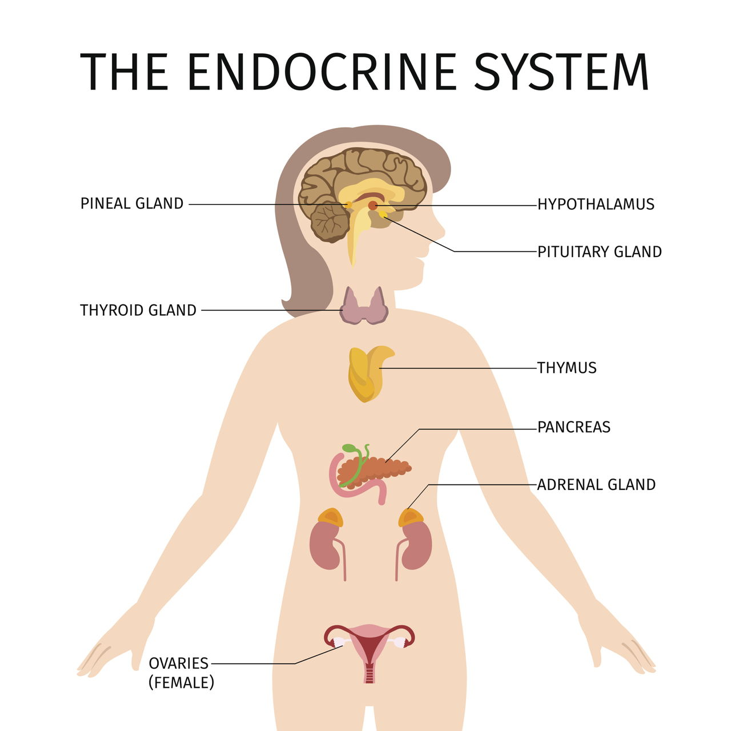 THE ENDOCRINE SYSTEM
PINEAL GLAND
HYPOTHALAMUS
PITUITARY GLAND
THYROID GLAND
THYMUS
PANCREAS
ADRENAL GLAND
OVARIES
(FEMALE)